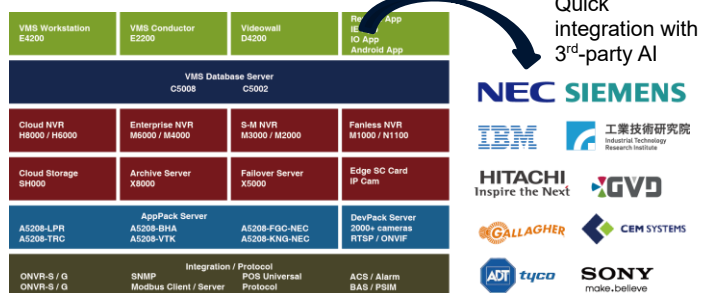 VMS Workstation
E4200
VMS Conductor
E2200
Videowall
D4200
App
IE
IO App
Android App
Quick
integration with
3rd-party AI
VMS Database Server
C5008 C5002
Cloud NVR
H8000 / H6000
Enterprise NVR
M6000 / M4000
S-M NVR
M3000 / M2000
Fanless NVR
M1000 / N1100
Cloud Storage
SH000
Archive Server
X8000
Failover Server
X5000
Edge SC Card
IP Cam
AppPack Server
A5208-LPR A5208-BHA A5208-FGC-NEC
A5208-TRC A5208-VTK A5208-KNG-NEC
DevPack Server
2000+ cameras
RTSP / ONVIF
Integration / Protocol
ONVR-S / G SNMP POS Universal
ONVR-S / G Modbus Client / Server Protocol
ACS / Alarm
BAS / PSIM
NEC SIEMENS
IBM
工業技術研究院
Industrial Technology
Research Institute
HITACHI
Inspire the Next
GVD
GALLAGHER
CEM SYSTEMS
ADT tyco
SONY
make.believe